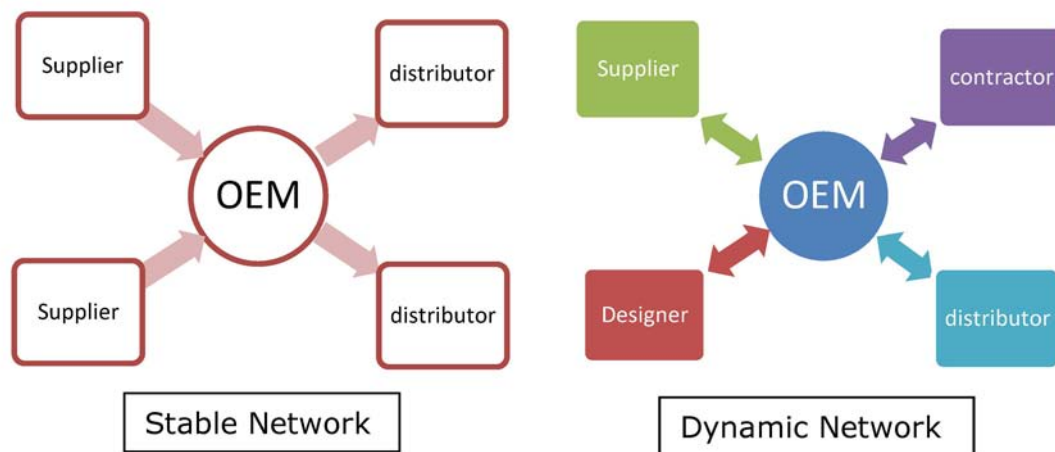 Supplier
distributor
OEM
Supplier
distributor
Stable Network
Supplier
contractor
OEM
Designer
distributor
Dynamic Network